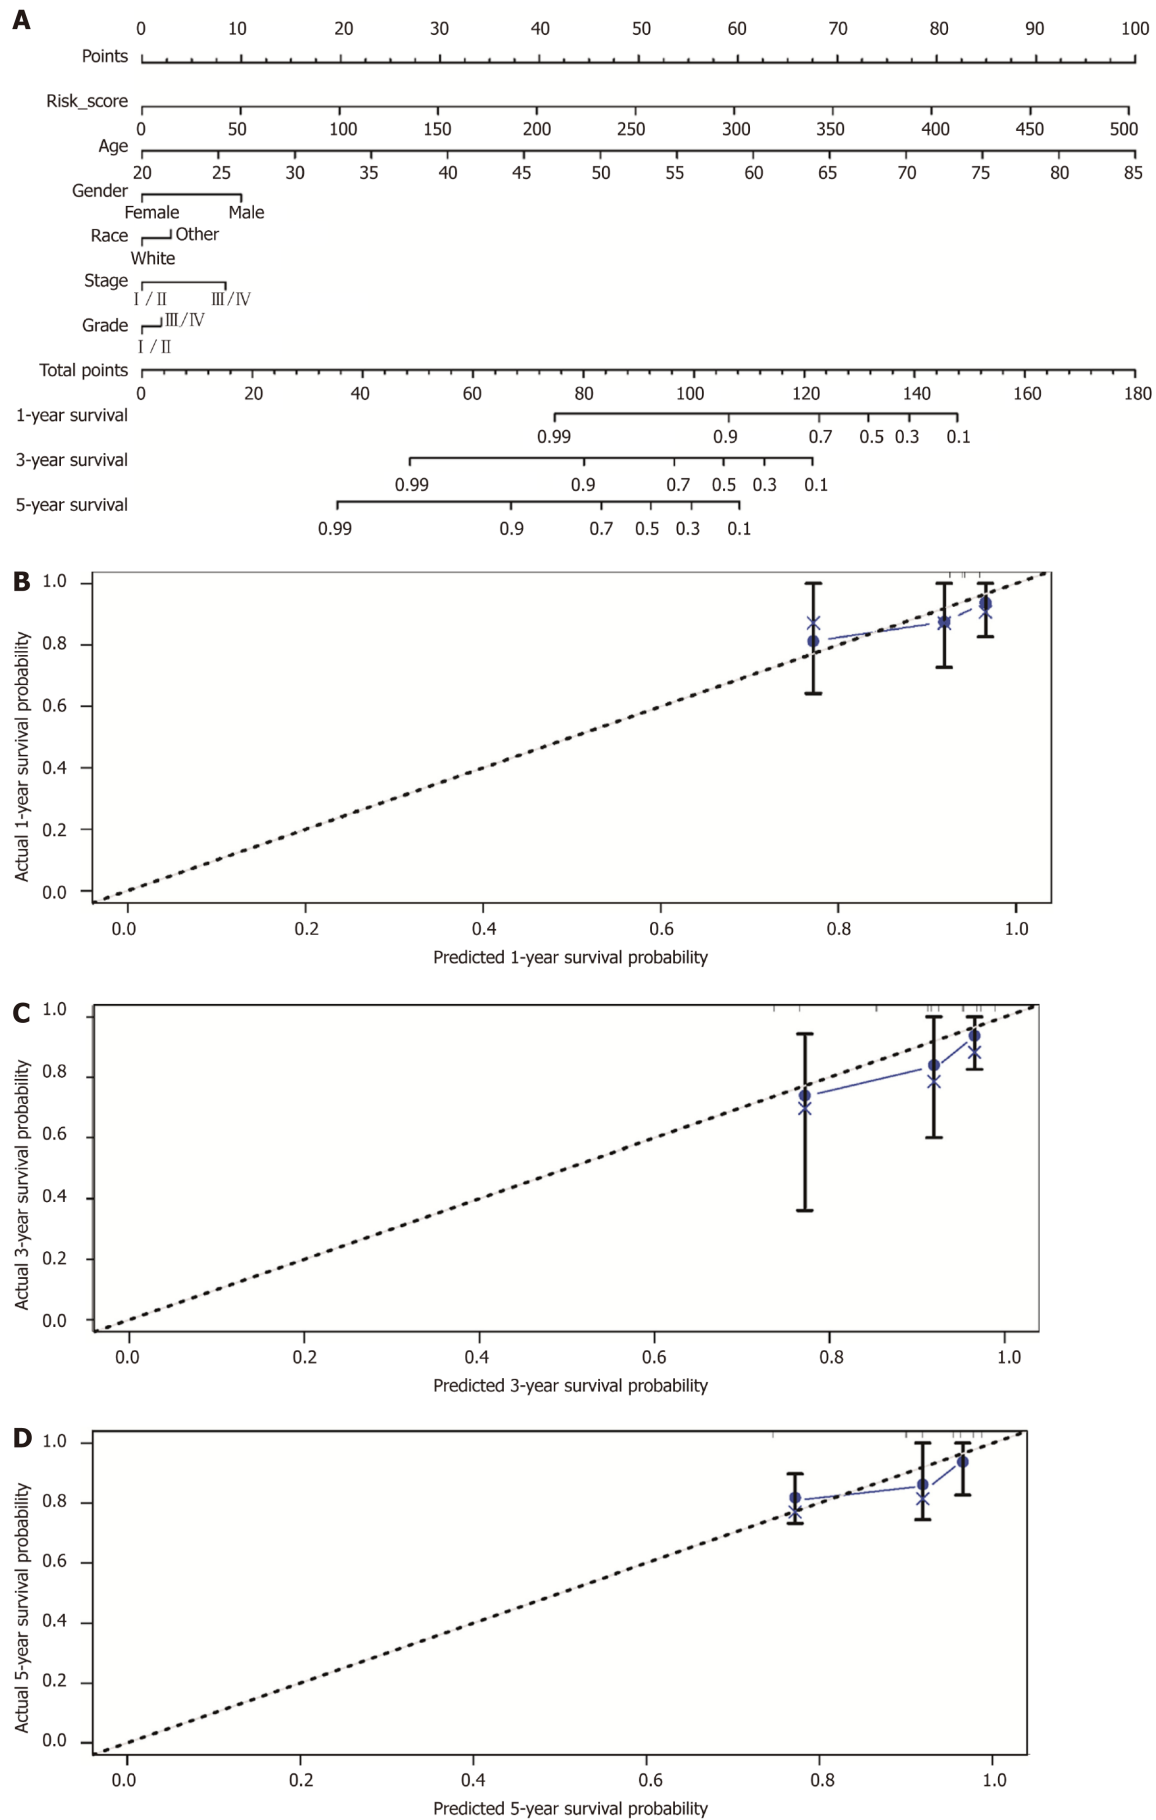 A
0 10 20 30 40 50 60 70 80 90 100
Points
Risk_score
0 50 100 150 200 250 300 350 400 450 500
Age
20 25 30 35 40 45 50 55 60 65 70 75 80 85
Gender
Female Male
Race Other
White
Stage
Ⅰ/Ⅱ Ⅲ/Ⅳ
Grade Ⅲ/Ⅳ
Ⅰ/Ⅱ
Total points
0 20 40 60 80 100 120 140 160 180
1-year survival
0.99 0.9 0.7 0.5 0.3 0.1
3-year survival
0.99 0.9 0.7 0.5 0.3 0.1
5-year survival
0.99 0.9 0.7 0.5 0.3 0.1
B
Actual 1-year survival probability
1.0
0.8
0.6
0.4
0.2
0.0
0.0 0.2 0.4 0.6 0.8 1.0
Predicted 1-year survival probability
C
Actual 3-year survival probability
1.0
0.8
0.6
0.4
0.2
0.0
0.0 0.2 0.4 0.6 0.8 1.0
Predicted 3-year survival probability
D
Actual 5-year survival probability
1.0
0.8
0.6
0.4
0.2
0.0
0.0 0.2 0.4 0.6 0.8 1.0
Predicted 5-year survival probability